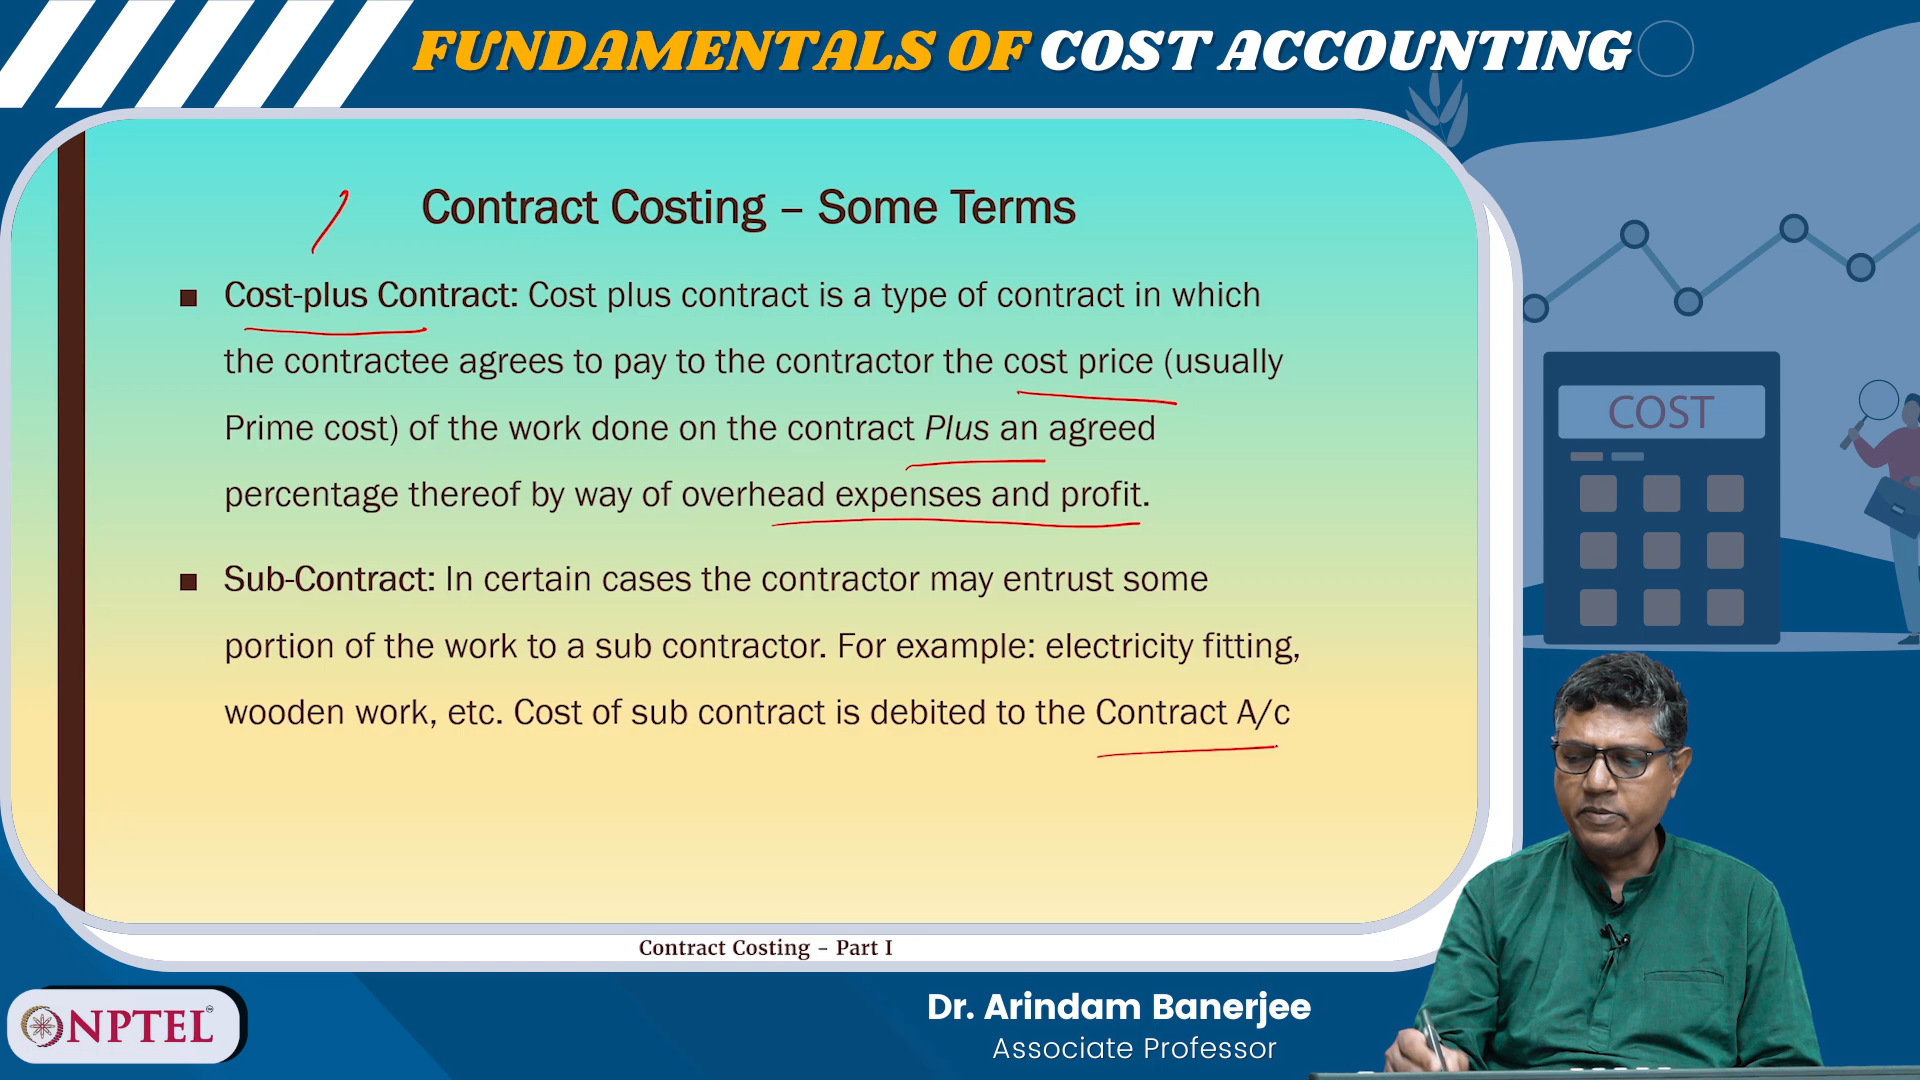 FUNDAMENTALS OF COST ACCOUNTING
Contract Costing – Some Terms
■ Cost-plus Contract: Cost plus contract is a type of contract in which
the contractee agrees to pay to the contractor the cost price (usually
Prime cost) of the work done on the contract Plus an agreed
percentage thereof by way of overhead expenses and profit.
■ Sub-Contract: In certain cases the contractor may entrust some
portion of the work to a sub contractor. For example: electricity fitting,
wooden work, etc. Cost of sub contract is debited to the Contract A/c
COST
Contract Costing - Part I
NPTEL
Dr. Arindam Banerjee
Associate Professor